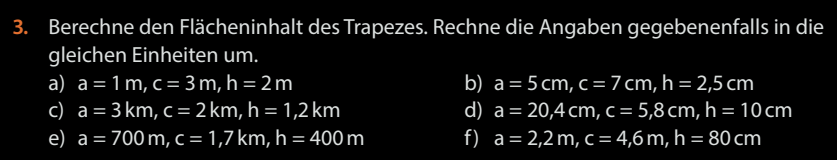 3. Berechne den Flächeninhalt des Trapezes. Rechne die Angaben gegebenenfalls in die
gleichen Einheiten um.
a) a = 1 m, c = 3 m, h = 2 m
b) a = 5 cm, c = 7 cm, h = 2,5 cm
c) a = 3 km, c = 2 km, h = 1,2 km
d) a = 20,4 cm, c = 5,8 cm, h = 10 cm
e) a = 700 m, c = 1,7 km, h = 400 m
f) a = 2,2 m, c = 4,6 m, h = 80 cm